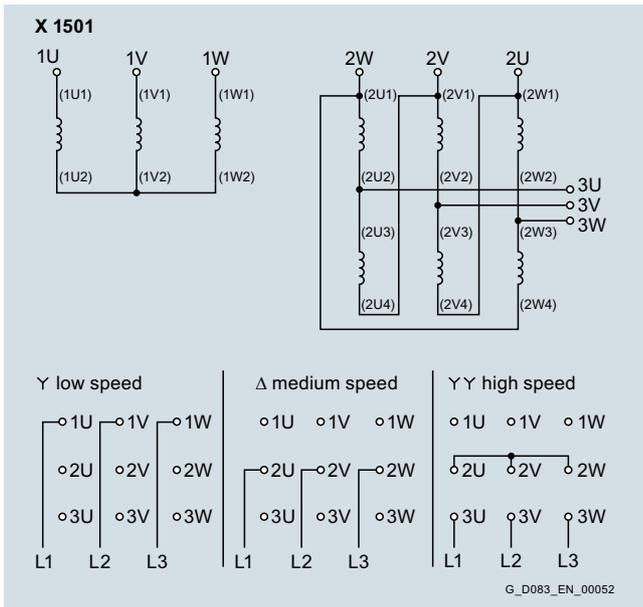 X 1501
1U 1V 1W 2W 2V 2U
(1U1) (1V1) (1W1) (2U1) (2V1) (2W1)
(1U2) (1V2) (1W2) (2U2) (2V2) (2W2)
3U
3V
3W
(2U3) (2V3) (2W3)
(2U4) (2V4) (2W4)
Y low speed Δ medium speed YY high speed
1U 1V 1W 1U 1V 1W 1U 1V 1W
2U 2V 2W 2U 2V 2W 2U 2V 2W
3U 3V 3W 3U 3V 3W 3U 3V 3W
L1 L2 L3 L1 L2 L3 L1 L2 L3
G_D083_EN_00052